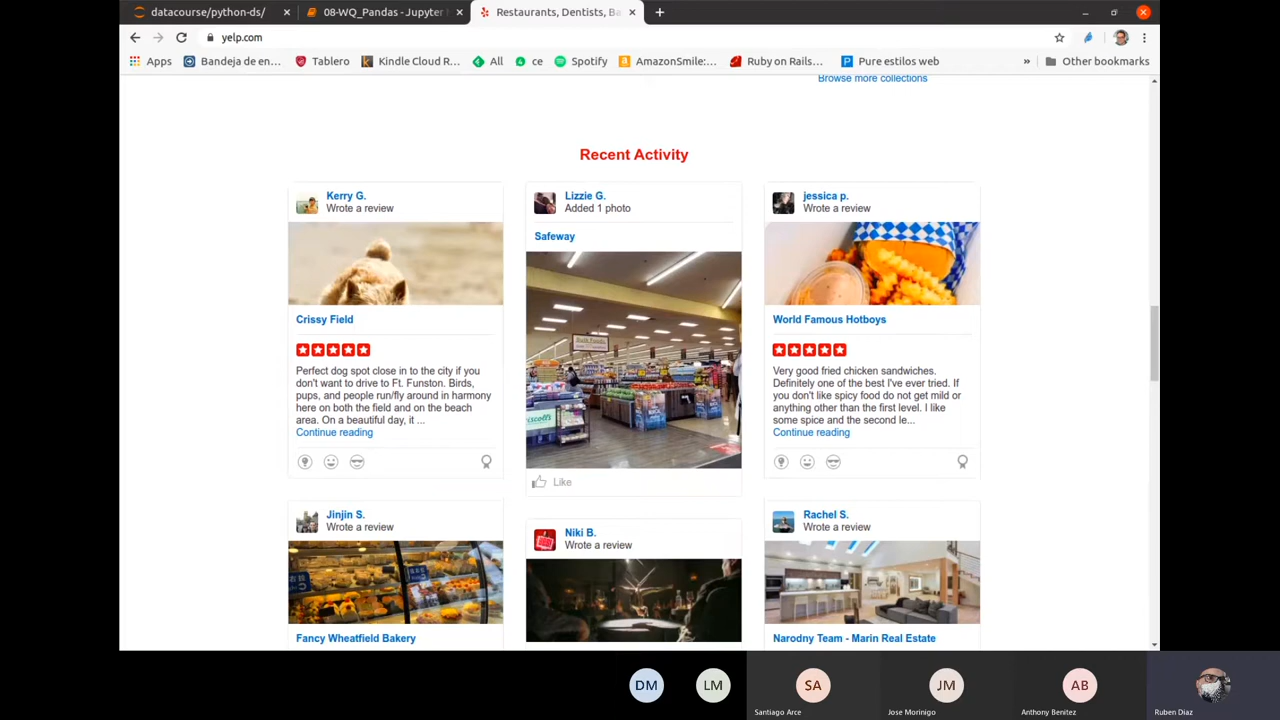 datacourse/python-ds/
08-WQ_Pandas - Jupyter
Restaurants, Dentists, Ba
yelp.com
Apps
Bandeja de en...
Tablero
Kindle Cloud R...
All
ce
Spotify
AmazonSmile:...
Ruby on Rails...
Pure estilos web
»
Other bookmarks
Browse more collections
Recent Activity
Kerry G.
Wrote a review
Crissy Field
Perfect dog spot close in to the city if you
don't want to drive to Ft. Funston. Birds,
pups, and people run/fly around in harmony
here on both the field and on the beach
area. On a beautiful day, it ...
Continue reading
Lizzie G.
Added 1 photo
Safeway
Bulk Foods
Like
jessica p.
Wrote a review
World Famous Hotboys
Very good fried chicken sandwiches.
Definitely one of the best I've ever tried. If
you don't like spicy food do not get mild or
anything other than the first level. I like
some spice and the second le...
Continue reading
Jinjin S.
Wrote a review
Fancy Wheatfield Bakery
Niki B.
Wrote a review
Rachel S.
Wrote a review
Narodny Team - Marin Real Estate
DM
LM
SA
Santiago Arce
JM
Jose Morinigo
AB
Anthony Benitez
Ruben Diaz